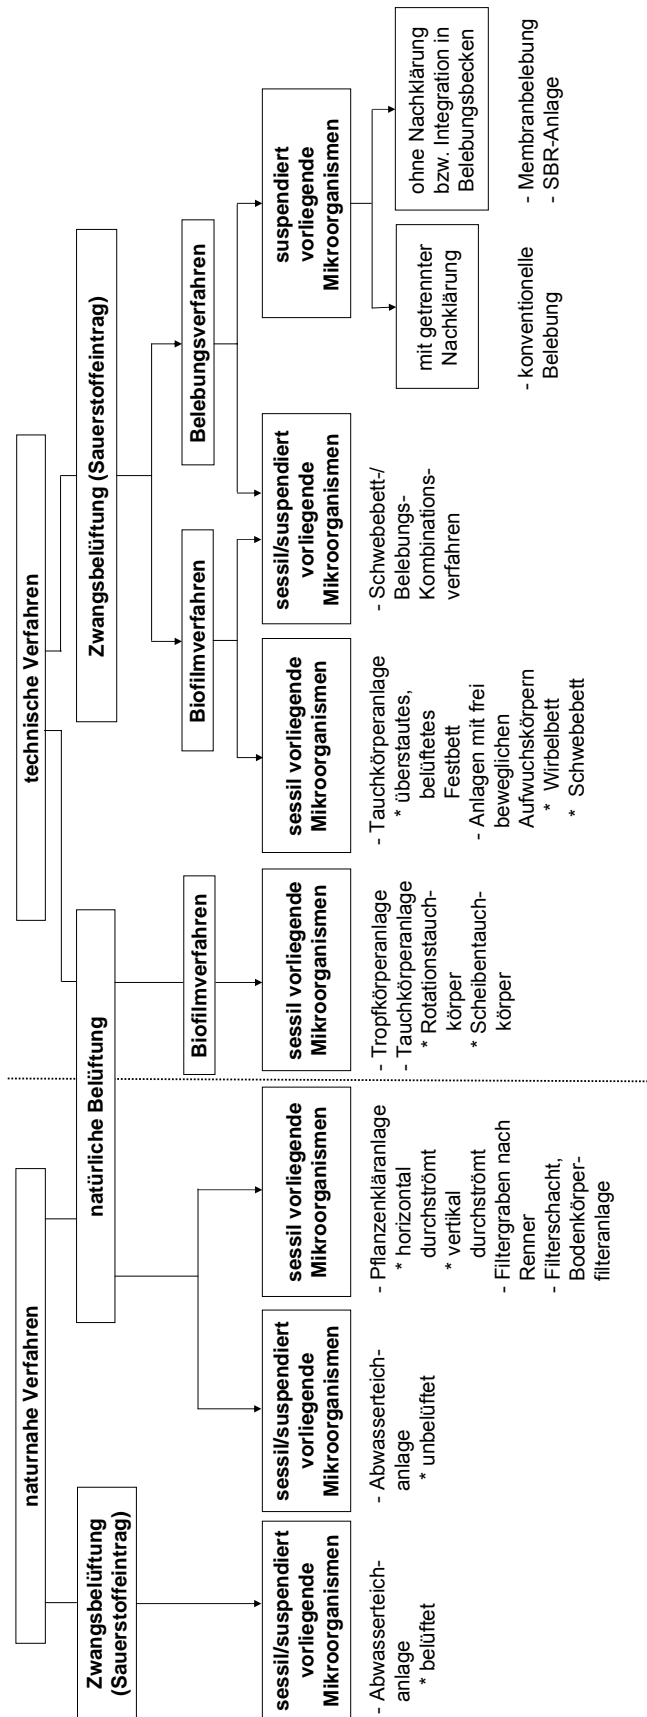 naturnahe Verfahren
technische Verfahren
Zwangsbelüftung
(Sauerstoffeintrag)
natürliche Belüftung
Zwangsbelüftung (Sauerstoffeintrag)
Biofilmverfahren
Biofilmverfahren
Belebungsverfahren
sessil/suspendiert
vorliegende
Mikroorganismen
sessil/suspendiert
vorliegende
Mikroorganismen
sessil vorliegende
Mikroorganismen
sessil vorliegende
Mikroorganismen
sessil vorliegende
Mikroorganismen
sessil/suspendiert
vorliegende
Mikroorganismen
suspendiert
vorliegende
Mikroorganismen
- Abwasserteich-
anlage
* belüftet
- Abwasserteich-
anlage
* unbelüftet
- Pflanzenkläranlage
* horizontal
durchströmt
* vertikal
durchströmt
- Filtergraben nach
Renner
- Filterschacht,
Bodenkörper-
filteranlage
- Tropfkörperanlage
- Tauchkörperanlage
* Rotationstauch-
körper
* Scheibentauch-
körper
- Tauchkörperanlage
* überstautes,
belüftetes
Festbett
- Anlagen mit frei
beweglichen
Aufwuchskörpern
* Wirbelbett
* Schwebebett
- Schwebebett-/
Belebungs-
Kombinations-
verfahren
mit getrennter
Nachklärung
ohne Nachklärung
bzw. Integration in
Belebungsbecken
- konventionelle
Belebung
- Membranbelebung
- SBR-Anlage